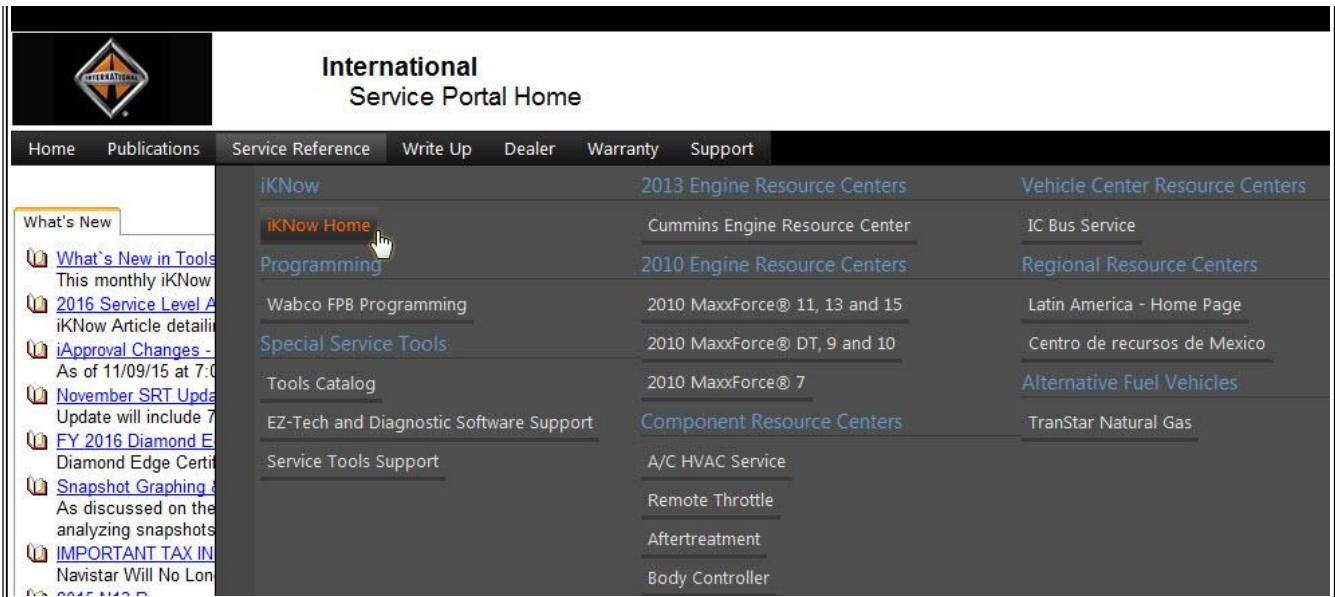 INTERNATIONAL
International
Service Portal Home
Home Publications Service Reference Write Up Dealer Warranty Support
What's New
What`s New in Tools
This monthly iKNow
2016 Service Level A
iKNow Article detaili
iApproval Changes -
As of 11/09/15 at 7:0
November SRT Upda
Update will include 7
FY 2016 Diamond E
Diamond Edge Certif
Snapshot Graphing &
As discussed on the
analyzing snapshots
IMPORTANT TAX IN
Navistar Will No Lon
iKNow
iKNow Home
Programming
Wabco FPB Programming
Special Service Tools
Tools Catalog
EZ-Tech and Diagnostic Software Support
Service Tools Support
2013 Engine Resource Centers
Cummins Engine Resource Center
2010 Engine Resource Centers
2010 MaxxForce® 11, 13 and 15
2010 MaxxForce® DT, 9 and 10
2010 MaxxForce® 7
Component Resource Centers
A/C HVAC Service
Remote Throttle
Aftertreatment
Body Controller
Vehicle Center Resource Centers
IC Bus Service
Regional Resource Centers
Latin America - Home Page
Centro de recursos de Mexico
Alternative Fuel Vehicles
TranStar Natural Gas